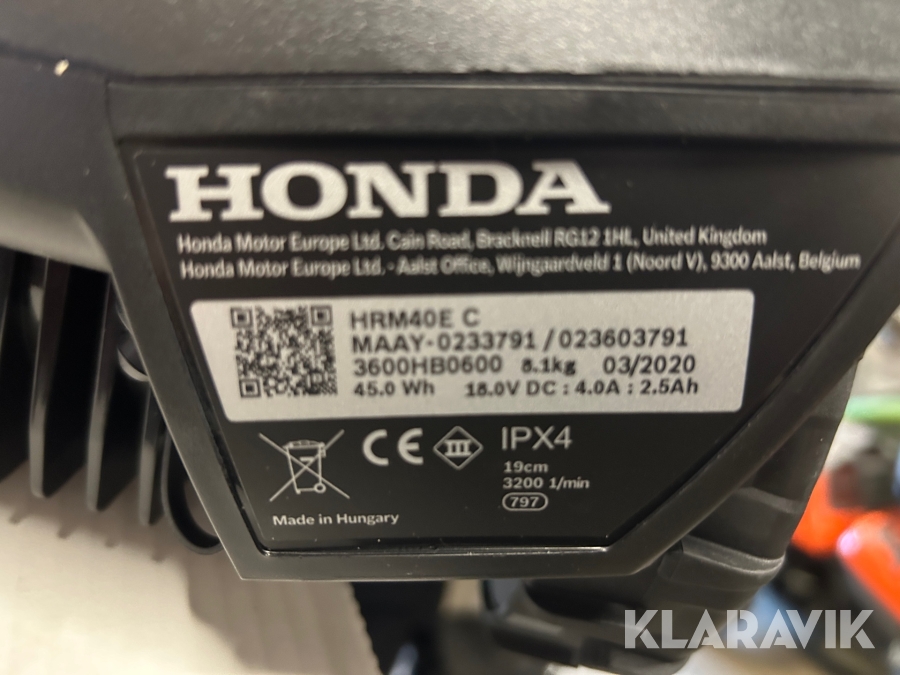 HONDA
Honda Motor Europe Ltd. Cain Road, Bracknell RG12 1HL, United Kingdom
Honda Motor Europe Ltd. - Aalst Office, Wijngaardveld 1 (Noord V), 9300 Aalst, Belgium
HRM40E C
MAAY-0233791 / 023603791
3600HB0600 8.1kg 03/2020
45.0 Wh 18.0V DC : 4.0A : 2.5Ah
CE III IPX4
19cm
3200 1/min
797
Made in Hungary
KLARAVIK